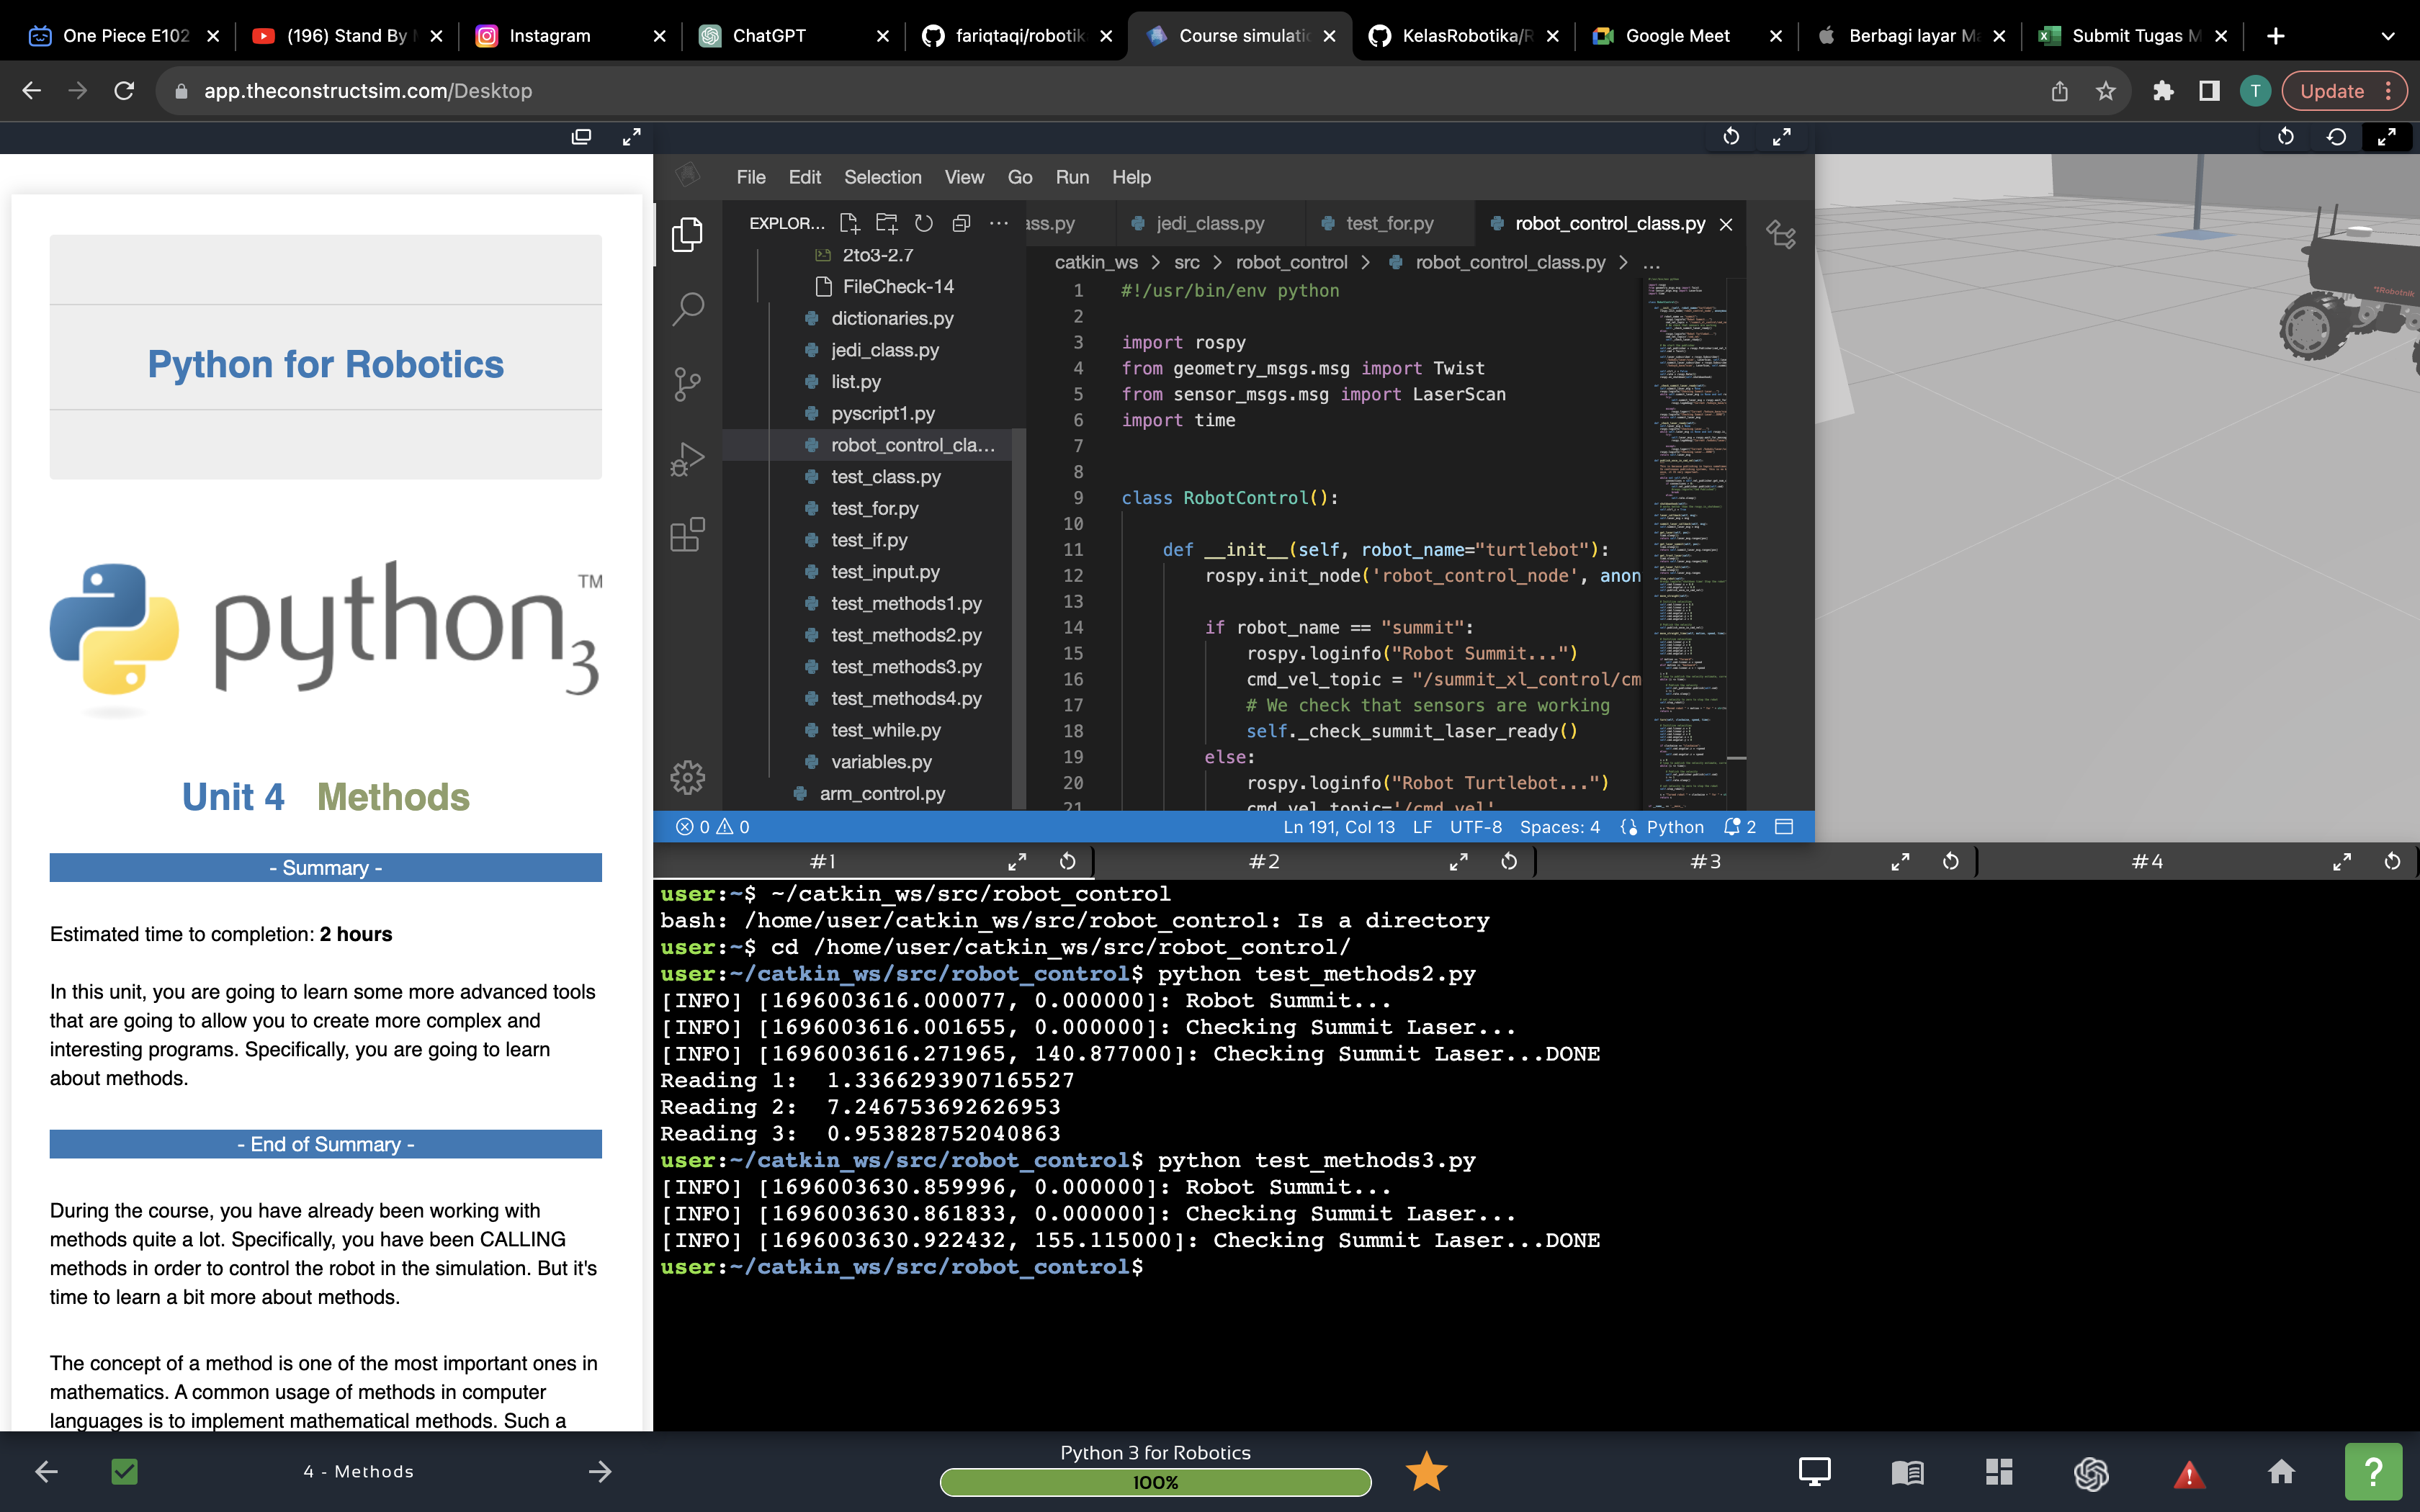 One Piece E102
(196) Stand By
Instagram
ChatGPT
fariqtaqi/robotik
Course simulati
KelasRobotika/R
Google Meet
Berbagi layar Ma
Submit Tugas M
app.theconstructsim.com/Desktop
T
Update
Python for Robotics
python 3 TM
Unit 4 Methods
- Summary -
Estimated time to completion: 2 hours
In this unit, you are going to learn some more advanced tools
that are going to allow you to create more complex and
interesting programs. Specifically, you are going to learn
about methods.
- End of Summary -
During the course, you have already been working with
methods quite a lot. Specifically, you have been CALLING
methods in order to control the robot in the simulation. But it's
time to learn a bit more about methods.
The concept of a method is one of the most important ones in
mathematics. A common usage of methods in computer
languages is to implement mathematical methods. Such a
File Edit Selection View Go Run Help
EXPLOR...
2to3-2.7
FileCheck-14
dictionaries.py
jedi_class.py
list.py
pyscript1.py
robot_control_cla...
test_class.py
test_for.py
test_if.py
test_input.py
test_methods1.py
test_methods2.py
test_methods3.py
test_methods4.py
test_while.py
variables.py
arm_control.py
ass.py jedi_class.py test_for.py robot_control_class.py
catkin_ws > src > robot_control > robot_control_class.py > ...
1 #!/usr/bin/env python
2
3 import rospy
4 from geometry_msgs.msg import Twist
5 from sensor_msgs.msg import LaserScan
6 import time
7
8
9 class RobotControl():
10
11 def __init__(self, robot_name="turtlebot"):
12 rospy.init_node('robot_control_node', anon
13
14 if robot_name == "summit":
15 rospy.loginfo("Robot Summit...")
16 cmd_vel_topic = "/summit_xl_control/cm
17 # We check that sensors are working
18 self._check_summit_laser_ready()
19 else:
20 rospy.loginfo("Robot Turtlebot...")
21 cmd_vel_topic='/cmd_vel'
0 0 Ln 191, Col 13 LF UTF-8 Spaces: 4 Python 2
Robotnik
#1 #2 #3 #4
user:~$ ~/catkin_ws/src/robot_control
bash: /home/user/catkin_ws/src/robot_control: Is a directory
user:~$ cd /home/user/catkin_ws/src/robot_control/
user:~/catkin_ws/src/robot_control$ python test_methods2.py
[INFO] [1696003616.000077, 0.000000]: Robot Summit...
[INFO] [1696003616.001655, 0.000000]: Checking Summit Laser...
[INFO] [1696003616.271965, 140.877000]: Checking Summit Laser...DONE
Reading 1:  1.3366293907165527
Reading 2:  7.246753692626953
Reading 3:  0.953828752040863
user:~/catkin_ws/src/robot_control$ python test_methods3.py
[INFO] [1696003630.859996, 0.000000]: Robot Summit...
[INFO] [1696003630.861833, 0.000000]: Checking Summit Laser...
[INFO] [1696003630.922432, 155.115000]: Checking Summit Laser...DONE
user:~/catkin_ws/src/robot_control$
4 - Methods
Python 3 for Robotics
100%
?